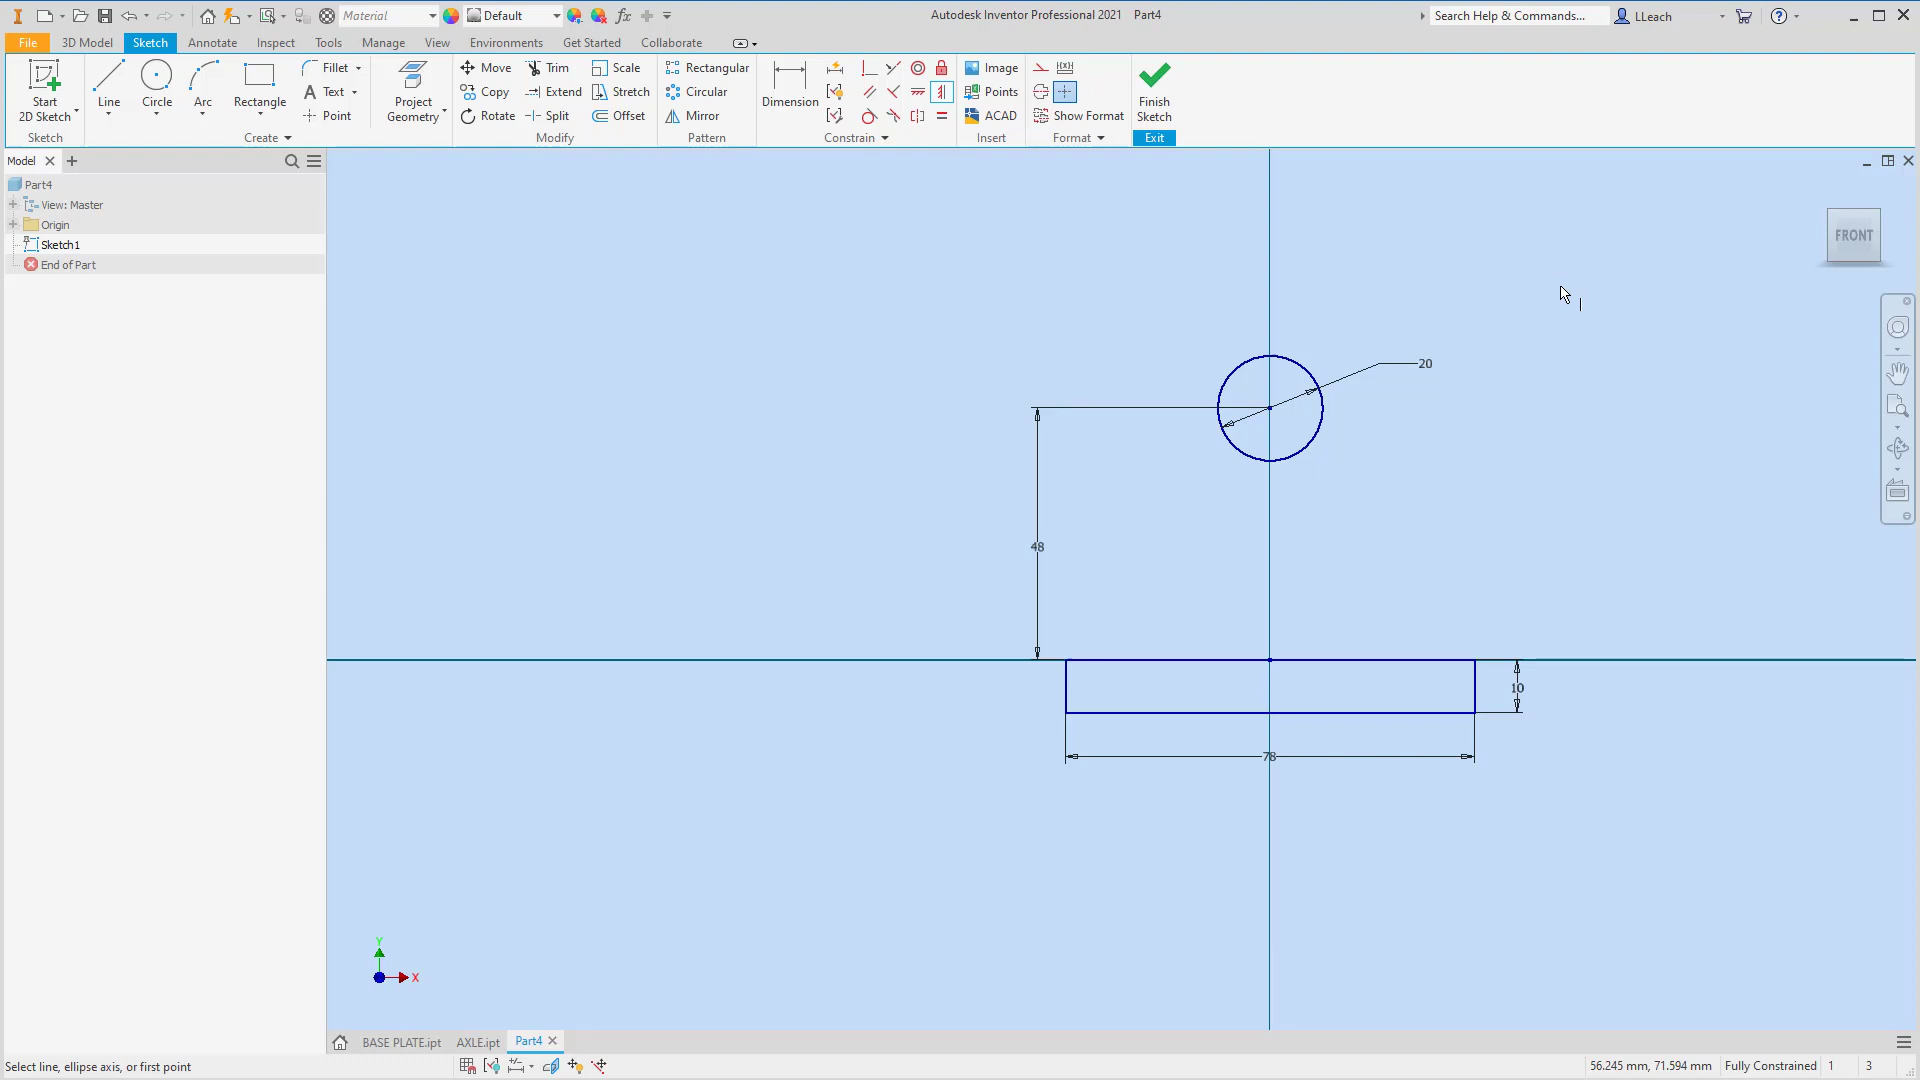 Material
Default
Autodesk Inventor Professional 2021 Part4
Search Help & Commands...
LLeach
File 3D Model Sketch Annotate Inspect Tools Manage View Environments Get Started Collaborate
Start
2D Sketch
Line
Circle
Arc
Rectangle
Fillet
Text
Point
Project
Geometry
Move
Copy
Rotate
Trim
Extend
Split
Scale
Stretch
Offset
Rectangular
Circular
Mirror
Dimension
Image
Points
ACAD
Show Format
Finish
Sketch
Sketch Create Modify Pattern Constrain Insert Format Exit
Model
Part4
View: Master
Origin
Sketch1
End of Part
FRONT
20
48
10
78
Y
X
BASE PLATE.ipt AXLE.ipt Part4
Select line, ellipse axis, or first point
56.245 mm, 71.594 mm Fully Constrained 1 3